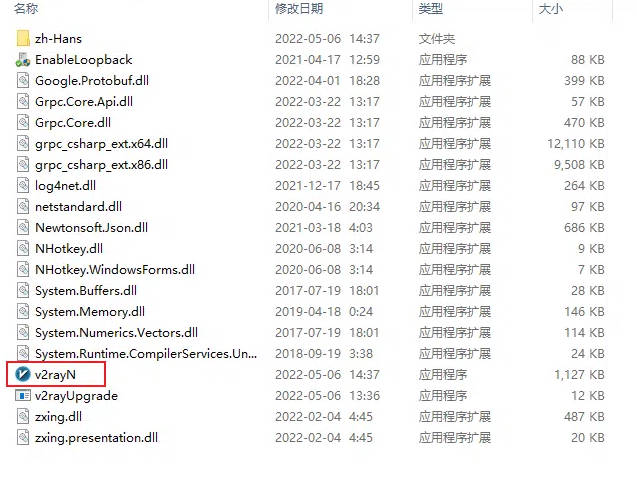 名称 修改日期 类型 大小
zh-Hans 2022-05-06 14:37 文件夹
EnableLoopback 2021-04-17 12:59 应用程序 88 KB
Google.Protobuf.dll 2022-04-01 18:28 应用程序扩展 399 KB
Grpc.Core.Api.dll 2022-03-22 13:17 应用程序扩展 57 KB
Grpc.Core.dll 2022-03-22 13:17 应用程序扩展 470 KB
grpc_csharp_ext.x64.dll 2022-03-22 13:17 应用程序扩展 12,110 KB
grpc_csharp_ext.x86.dll 2022-03-22 13:17 应用程序扩展 9,508 KB
log4net.dll 2021-12-17 18:45 应用程序扩展 264 KB
netstandard.dll 2020-04-16 20:34 应用程序扩展 97 KB
Newtonsoft.Json.dll 2021-03-18 4:03 应用程序扩展 686 KB
NHotkey.dll 2020-06-08 3:14 应用程序扩展 9 KB
NHotkey.WindowsForms.dll 2020-06-08 3:14 应用程序扩展 7 KB
System.Buffers.dll 2017-07-19 18:01 应用程序扩展 28 KB
System.Memory.dll 2019-04-18 0:24 应用程序扩展 146 KB
System.Numerics.Vectors.dll 2017-07-19 18:01 应用程序扩展 114 KB
System.Runtime.CompilerServices.Un... 2018-09-19 3:38 应用程序扩展 24 KB
v2rayN 2022-05-06 14:37 应用程序 1,127 KB
v2rayUpgrade 2022-05-06 13:36 应用程序 12 KB
zxing.dll 2022-02-04 4:45 应用程序扩展 487 KB
zxing.presentation.dll 2022-02-04 4:45 应用程序扩展 20 KB